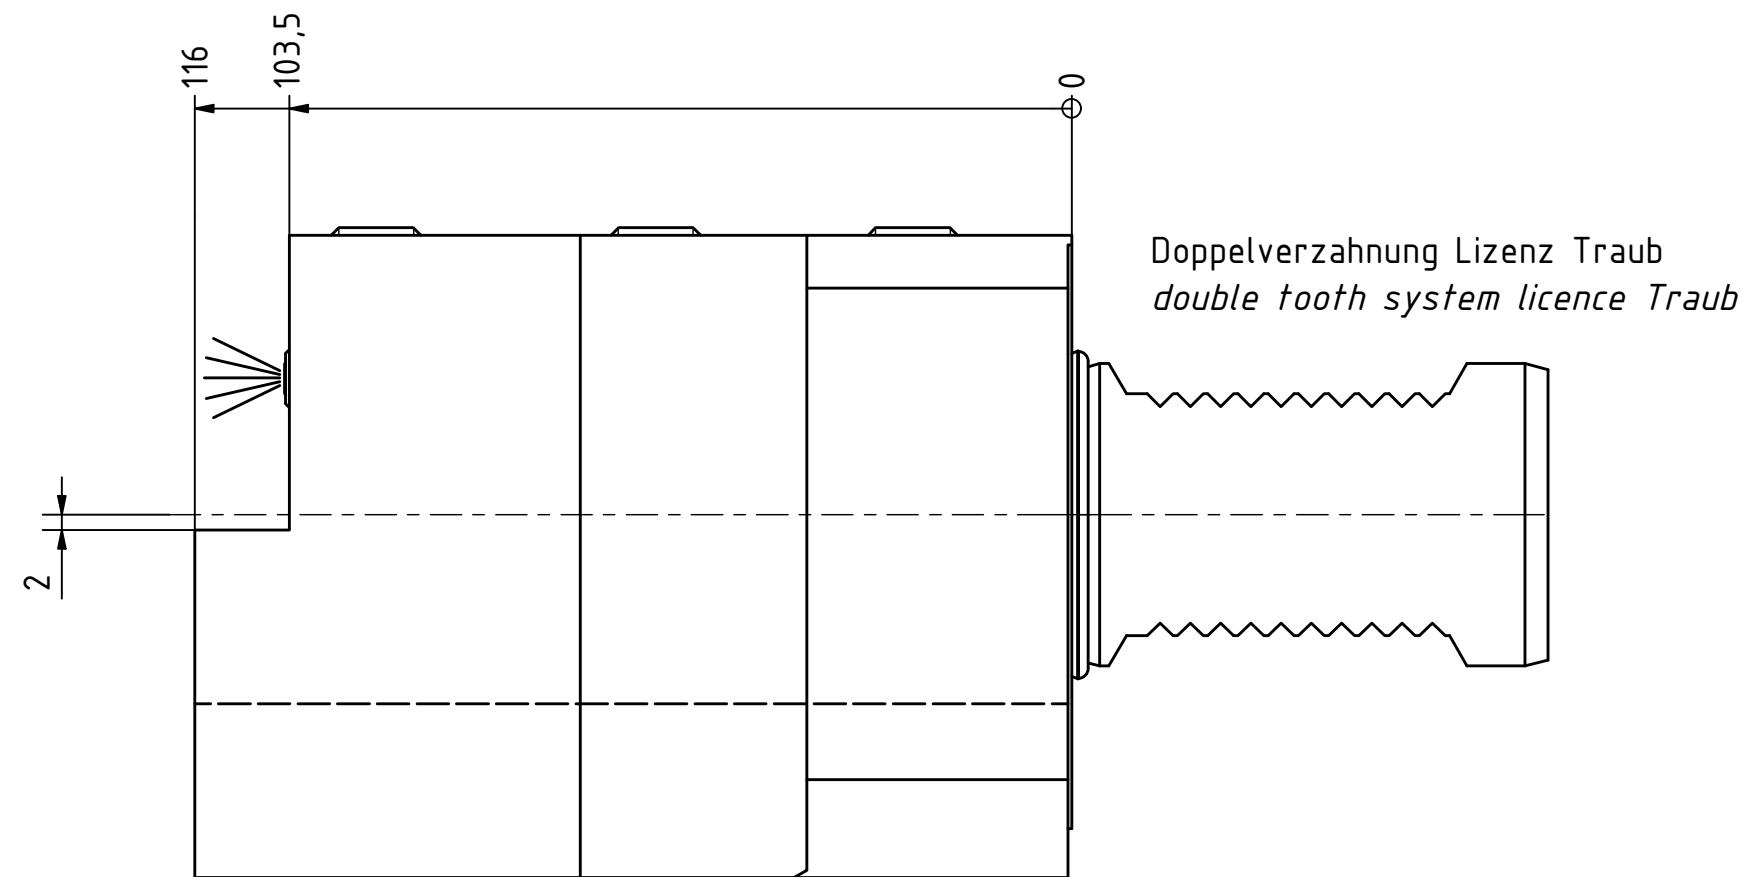 116
103,5
0
Doppelverzahnung Lizenz Traub
double tooth system licence Traub
2